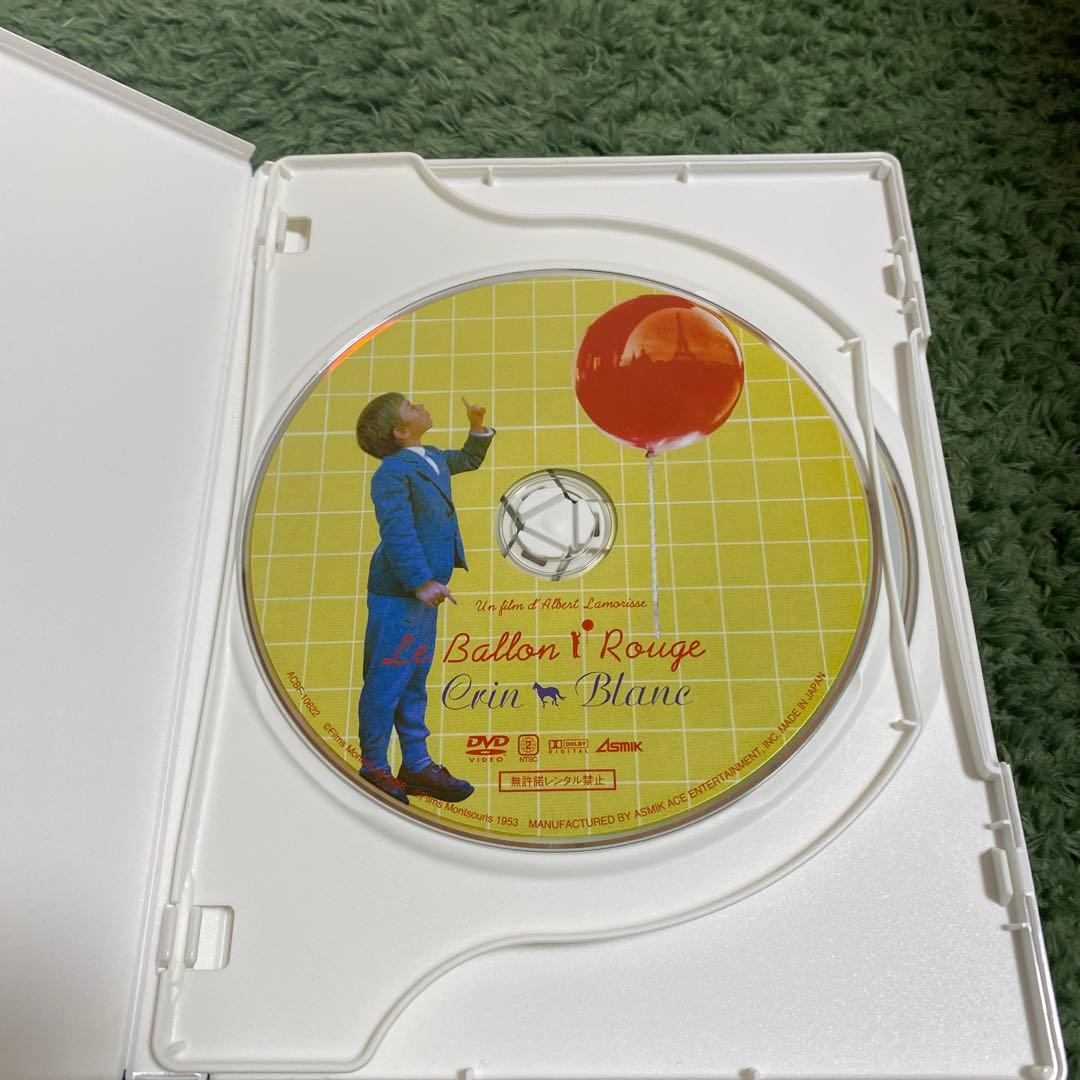 Un film d'Albert Lamorisse
Le Ballon Rouge
Crin Blanc
DVD VIDEO
2 NTSC
DOLBY DIGITAL
ASMIK
無許諾レンタル禁止
ACBF-10622
©Films Montsouris 1953 MANUFACTURED BY ASMIK ACE ENTERTAINMENT, INC. MADE IN JAPAN